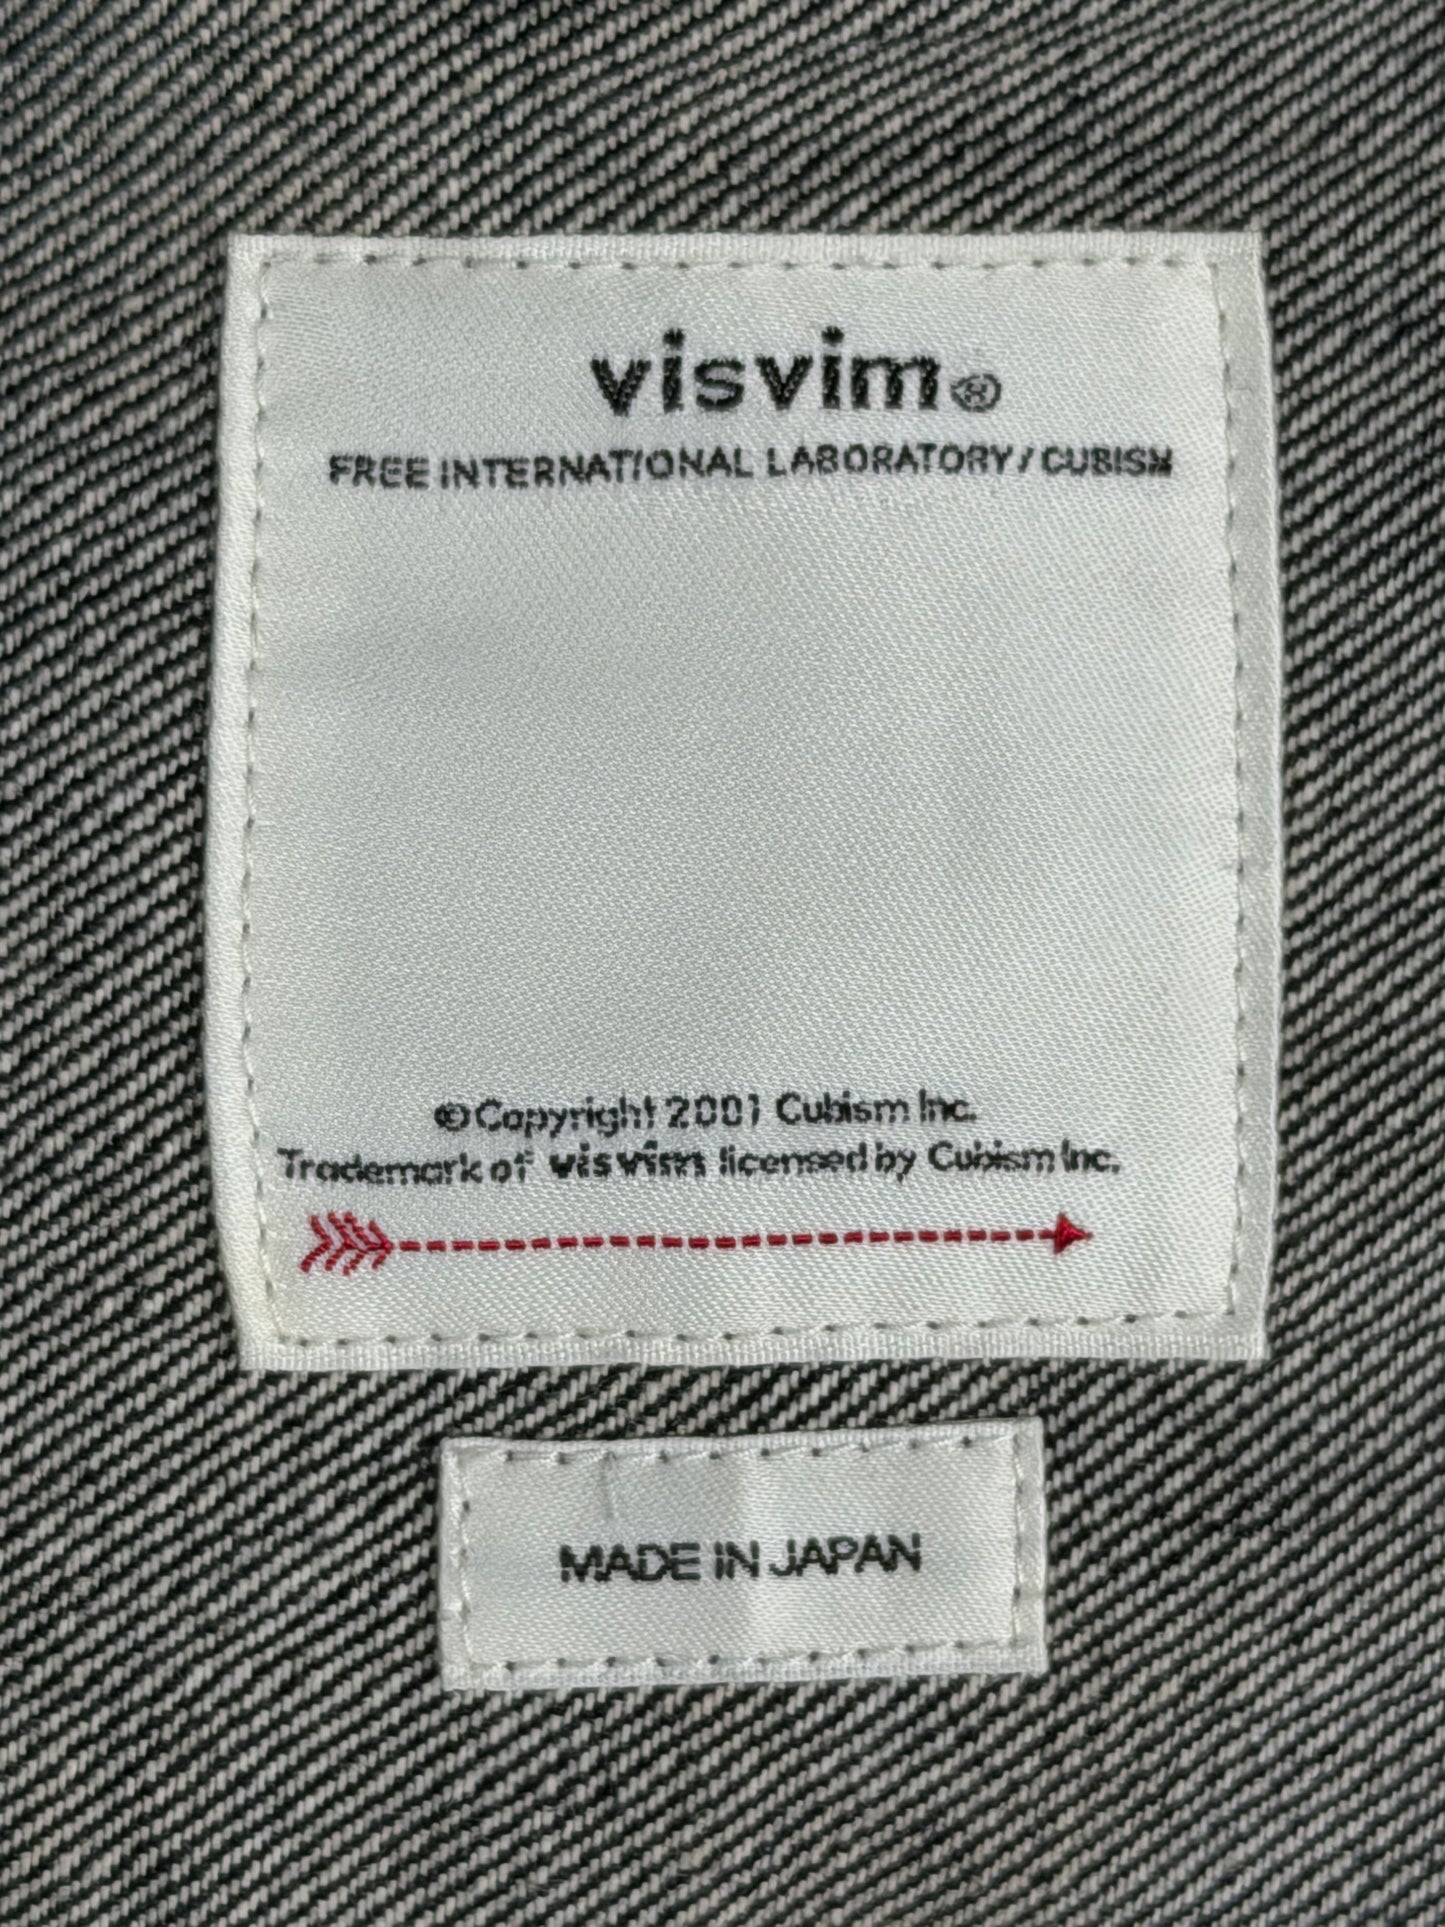 visvim®
FREE INTERNATIONAL LABORATORY / CUBISM
© Copyright 2001 Cubism Inc.
Trademark of visvim licensed by Cubism Inc.
MADE IN JAPAN